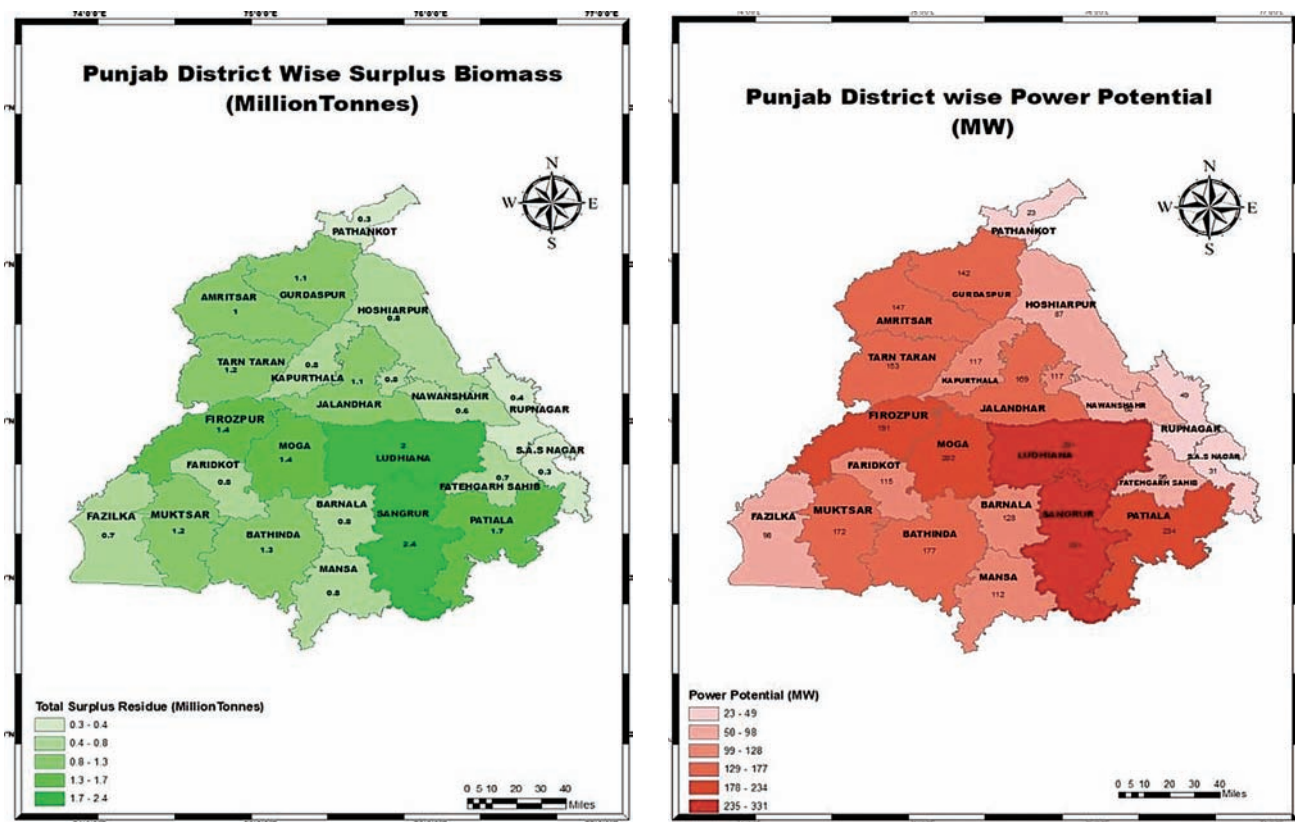 74°0'0"E 75°0'0"E 76°0'0"E 77°0'0"E
Punjab District Wise Surplus Biomass
(MillionTonnes)
N
W E
S
0.3
PATHANKOT
1.1
GURDASPUR
AMRITSAR
1
HOSHIARPUR
0.8
TARN TARAN
1.2
0.8
KAPURTHALA
1.1
0.8
JALANDHAR
NAWANSHAHR
0.6
0.4
RUPNAGAR
FIROZPUR
1.4
MOGA
1.4
2
LUDHIANA
S.A.S NAGAR
0.3
FARIDKOT
0.8
0.7
FATEHGARH SAHIB
FAZILKA
0.7
MUKTSAR
1.2
BATHINDA
1.3
BARNALA
0.8
SANGRUR
2.4
PATIALA
1.7
MANSA
0.8
Total Surplus Residue (MillionTonnes)
0.3 - 0.4
0.4 - 0.8
0.8 - 1.3
1.3 - 1.7
1.7 - 2.4
0 5 10 20 30 40
Miles
Punjab District wise Power Potential
(MW)
N
W E
S
23
PATHANKOT
142
GURDASPUR
147
AMRITSAR
HOSHIARPUR
87
TARN TARAN
153
117
KAPURTHALA
169
117
JALANDHAR
NAWANSHAHR
49
RUPNAGAR
FIROZPUR
191
MOGA
202
LUDHIANA
S.A.S NAGAR
31
FARIDKOT
115
FATEHGARH SAHIB
FAZILKA
98
MUKTSAR
172
BATHINDA
177
BARNALA
128
SANGRUR
PATIALA
234
MANSA
112
Power Potential (MW)
23 - 49
50 - 98
99 - 128
129 - 177
178 - 234
235 - 331
0 5 10 20 30 40
Miles